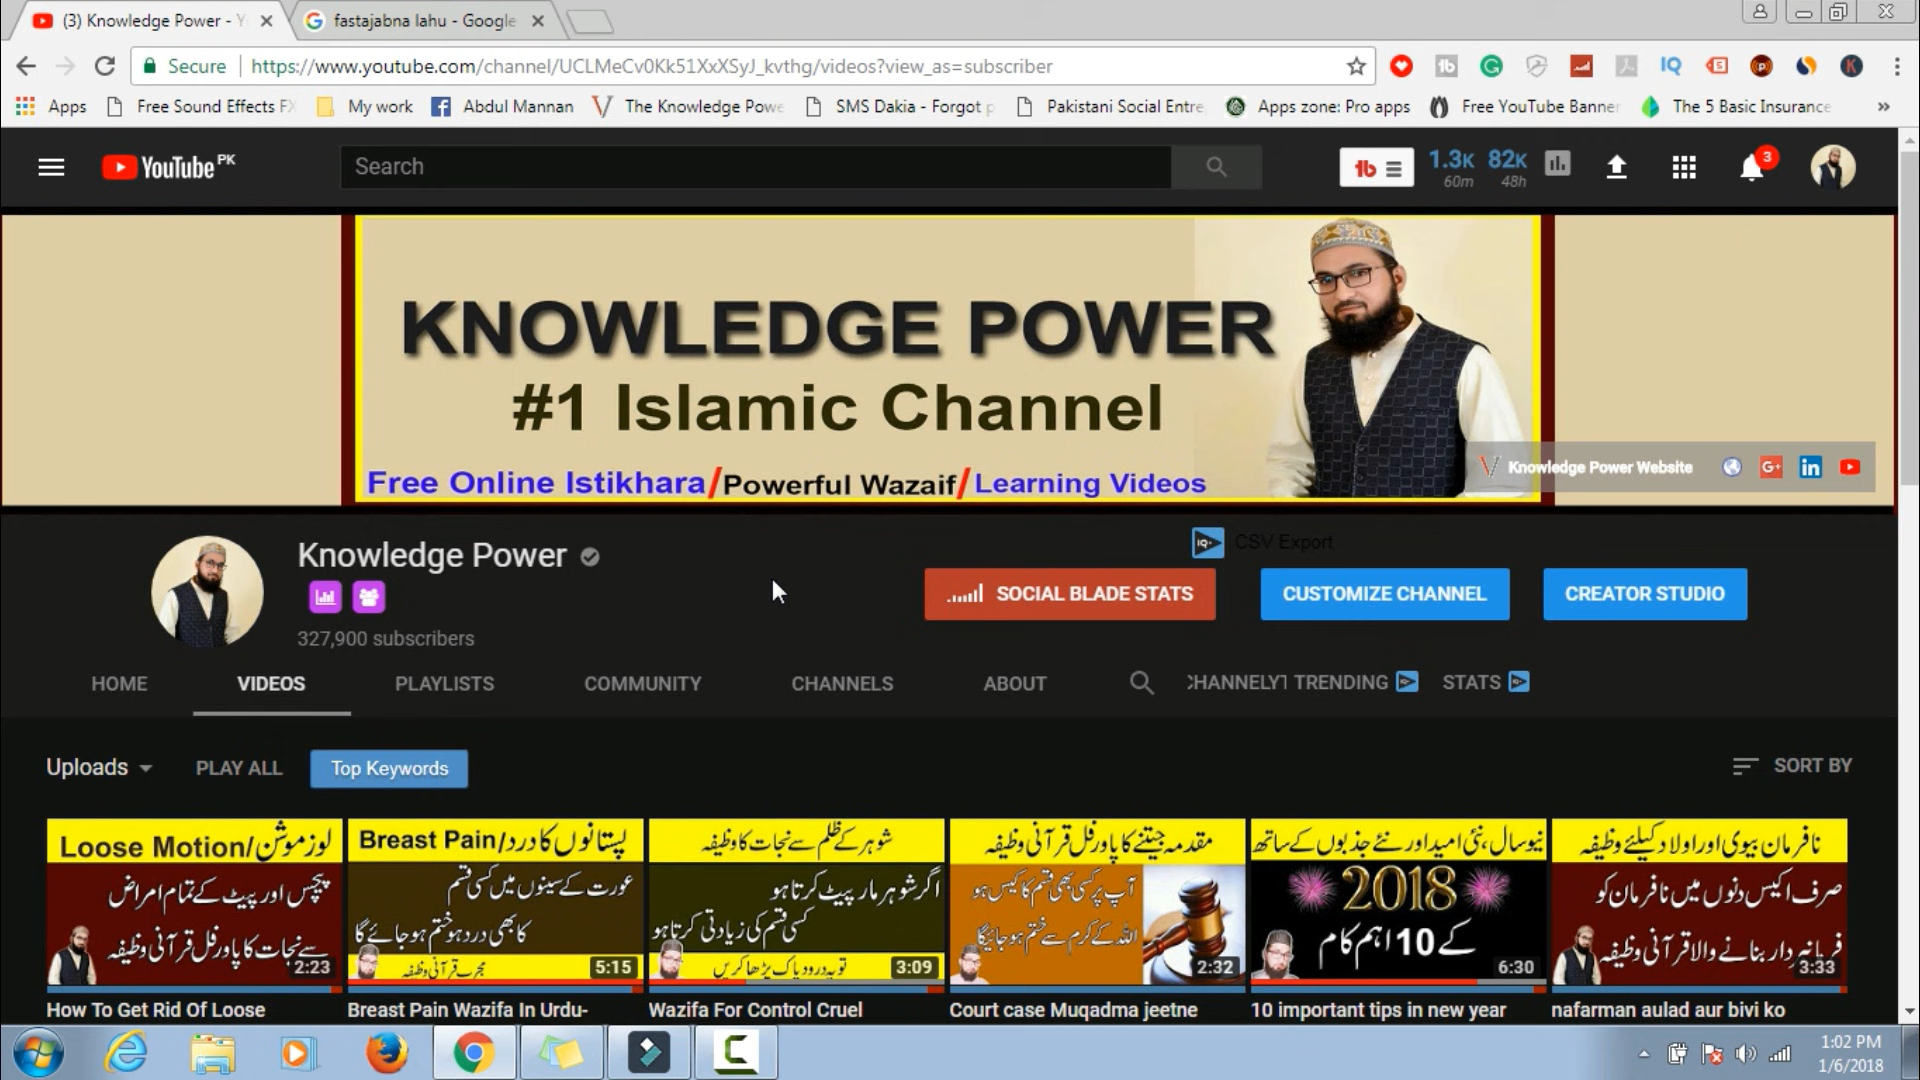 (3) Knowledge Power - Y
fastajabna lahu - Google
Secure
https://www.youtube.com/channel/UCLMeCv0Kk51XxXSyJ_kvthg/videos?view_as=subscriber
Apps
Free Sound Effects FX
My work
Abdul Mannan
The Knowledge Powe
SMS Dakia - Forgot p
Pakistani Social Entre
Apps zone: Pro apps
Free YouTube Banner
The 5 Basic Insurance
YouTube PK
Search
1.3K
60m
82K
48h
3
KNOWLEDGE POWER
#1 Islamic Channel
Free Online Istikhara/Powerful Wazaif/Learning Videos
Knowledge Power Website
Knowledge Power
327,900 subscribers
CSV Export
SOCIAL BLADE STATS
CUSTOMIZE CHANNEL
CREATOR STUDIO
HOME
VIDEOS
PLAYLISTS
COMMUNITY
CHANNELS
ABOUT
TRENDING
STATS
Uploads
PLAY ALL
Top Keywords
SORT BY
Loose Motion/لوزموشن
پیچس اور پیٹ کے تمام امراض
سے نجات کا پاورفل قرآنی وظیفہ
2:23
How To Get Rid Of Loose
Breast Pain/پستانوں کا درد
عورت کے سینوں میں کسی قسم
کا بھی درد ہو ختم ہو جائے گا
مجرب قرآنی وظیفہ
5:15
Breast Pain Wazifa In Urdu-
شوہر کے ظلم سے نجات کا وظیفہ
اگر شوہر مار پیٹ کرتا ہو
کسی قسم کی زیادتی کرتا ہو
تو یہ درود پاک پڑھا کریں
3:09
Wazifa For Control Cruel
مقدمہ جیتنے کا پاورفل قرآنی وظیفہ
آپ پر کسی بھی قسم کا کیس ہو
اللہ کے کرم سے ختم ہو جائیگا
2:32
Court case Muqadma jeetne
نیو سال، نئی امید اور نئے جذبوں کے ساتھ
2018
کے 10 اہم کام
6:30
10 important tips in new year
نافرمان بیوی اور اولاد کیلئے وظیفہ
صرف اکیس دنوں میں نافرمان کو
فرمانبردار بنانے والا قرآنی وظیفہ
3:33
nafarman aulad aur bivi ko
1:02 PM
1/6/2018